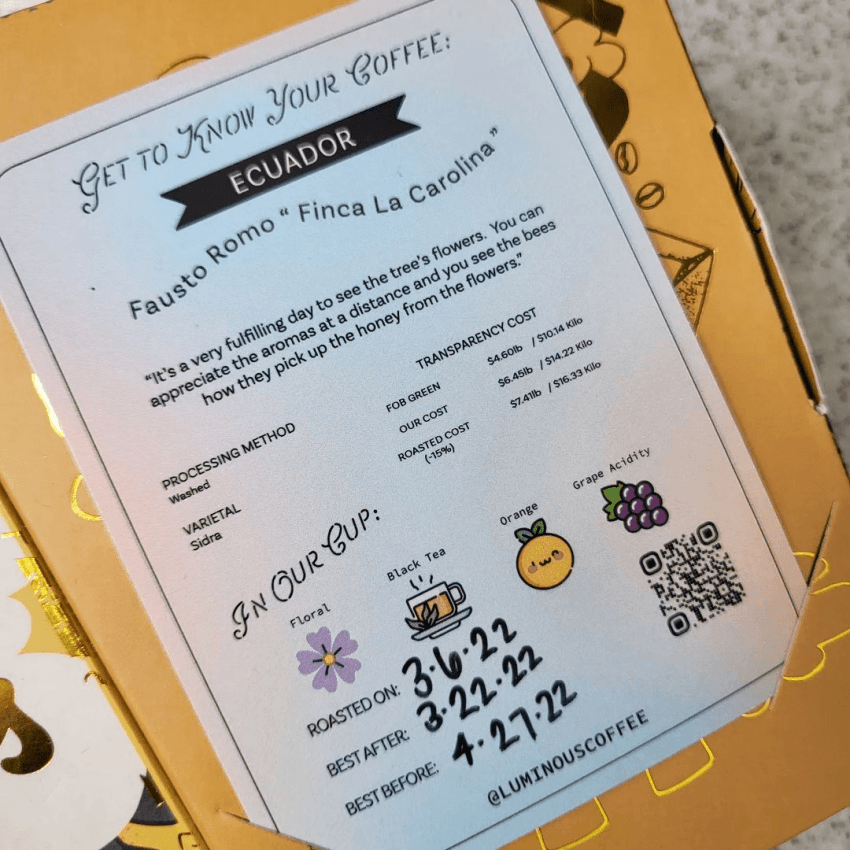 GET TO KNOW YOUR COFFEE:
ECUADOR
Fausto Romo “ Finca La Carolina”
“It’s a very fulfilling day to see the tree’s flowers. You can
appreciate the aromas at a distance and you see the bees
how they pick up the honey from the flowers.”
PROCESSING METHOD
Washed
VARIETAL
Sidra
TRANSPARENCY COST
FOB GREEN $4.60lb / $10.14 Kilo
OUR COST $6.45lb / $14.22 Kilo
ROASTED COST $7.41lb / $16.33 Kilo
(-15%)
IN OUR CUP:
Floral
Black Tea
Orange
Grape Acidity
ROASTED ON: 3.6.22
BEST AFTER: 3.22.22
BEST BEFORE: 4.27.22
@LUMINOUSCOFFEE